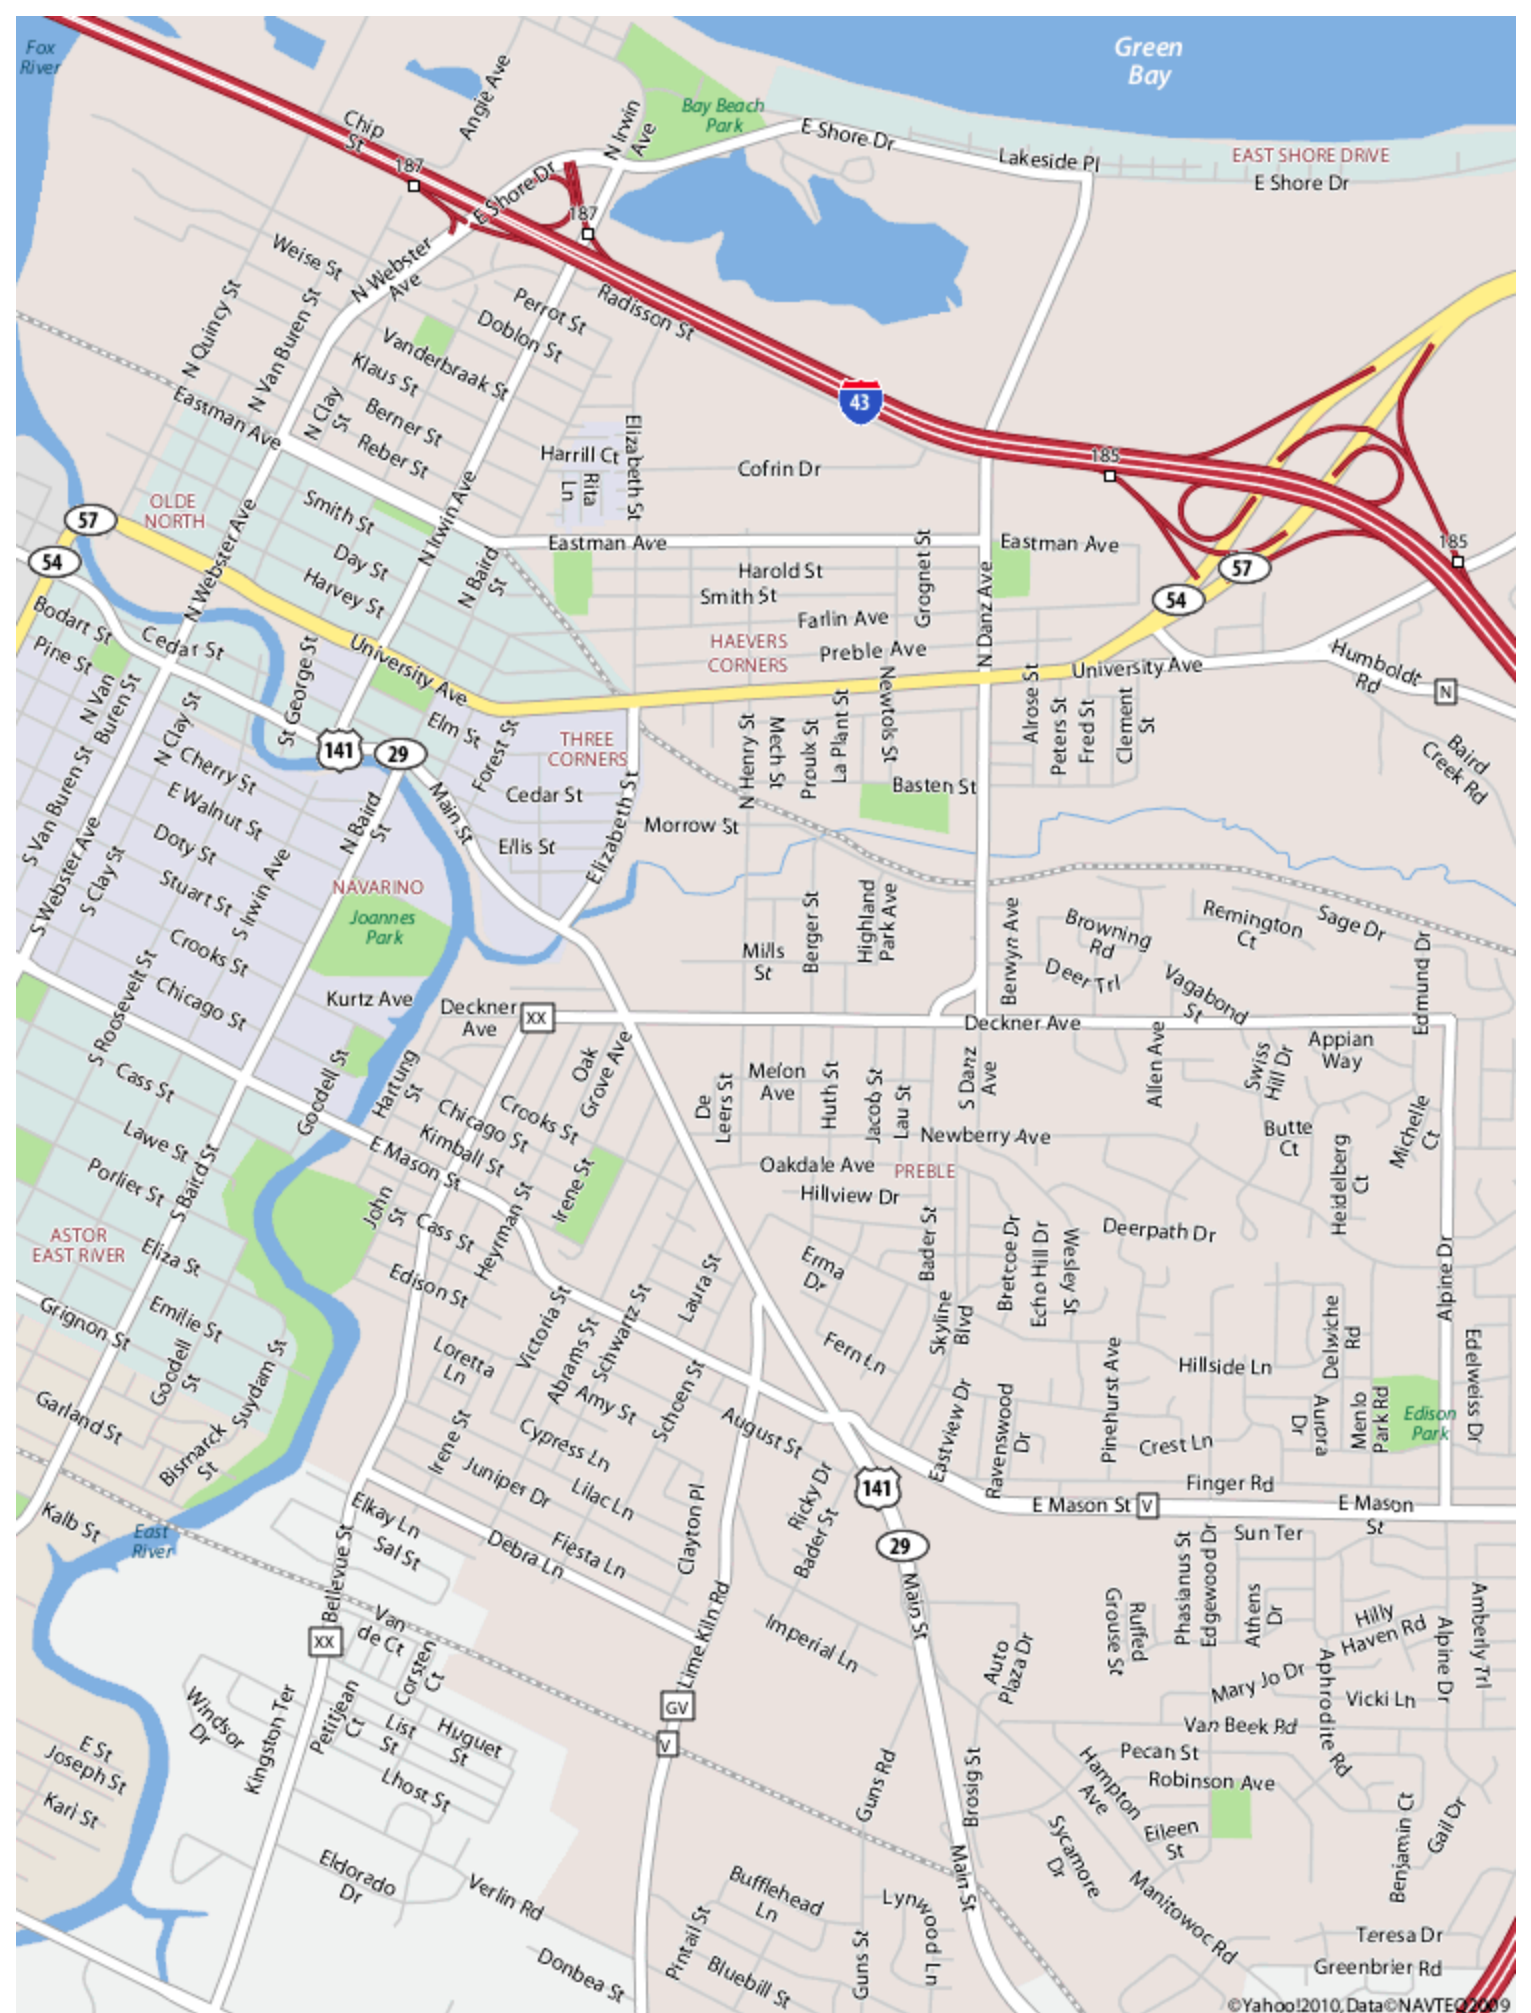 Fox
River
Green
Bay
Angie Ave
Chip
St
N Irwin
Ave
Bay Beach
Park
E Shore Dr
Lakeside Pl
EAST SHORE DRIVE
E Shore Dr
187
E Shore Dr
187
Weise St
N Webster
Ave
N Quincy St
N Van Buren St
Perrot St
Doblon St
Radisson St
Vanderbraak St
Klaus St
43
Eastman Ave
N Clay
St
Berner St
Reber St
Harrill Ct
Rita
Ln
Elizabeth St
Cofrin Dr
185
OLDE
NORTH
57
54
Smith St
N Irwin Ave
N Webster Ave
Day St
Harvey St
N Baird
St
Eastman Ave
Grognet St
Eastman Ave
Harold St
Smith St
Farlin Ave
Preble Ave
N Danz Ave
HAEVERS
CORNERS
185
57
54
Bodart St
Pine St
Cedar St
St George St
University Ave
University Ave
Humboldt
Rd
N
N Van
Buren St
N Clay St
141
29
Elm St
Forest St
THREE
CORNERS
N Henry St
Mech St
Proulx St
La Plant St
Newtols St
Alrose St
Peters St
Fred St
Clement
St
Baird
Creek Rd
Cherry St
E Walnut St
Doty St
Stuart St
S Van Buren St
S Webster Ave
S Clay St
S Irwin Ave
N Baird
St
Main St
Cedar St
Ellis St
Elizabeth St
Morrow St
Basten St
NAVARINO
Joannes
Park
Crooks St
Chicago St
S Roosevelt St
Kurtz Ave
Deckner
Ave
XX
Mills
St
Berger St
Highland
Park Ave
Berwyn Ave
Browning
Rd
Deer Trl
Remington
Ct
Sage Dr
Vagabond
St
Edmund Dr
Deckner Ave
Cass St
Lawe St
Porlier St
Goodell St
Hartung
St
Oak
Grove Ave
Crooks St
Chicago St
Kimball St
E Mason St
De
Leers St
Melon
Ave
Huth St
Jacob St
Lau St
S Danz
Ave
Newberry Ave
Allen Ave
Swiss
Hill Dr
Appian
Way
Butte
Ct
Heidelberg
Ct
Michelle
Ct
Oakdale Ave
PREBLE
Hillview Dr
S Baird St
ASTOR
EAST RIVER
Eliza St
Emilie St
Grignon St
John
St
Cass St
Heyrman St
Irene St
Edison St
Erma
Dr
Bader St
Bretcoe Dr
Echo Hill Dr
Wesley St
Deerpath Dr
Alpine Dr
Laura St
Victoria St
Abrams St
Schwartz St
Loretta
Ln
Fern Ln
Skyline
Blvd
Delwiche
Rd
Hillside Ln
Edelweiss Dr
Goodell
St
Suydam St
Garland St
Bismarck
St
Amy St
Schoen St
August St
Irene St
Cypress Ln
Juniper Dr
Lilac Ln
Eastview Dr
Ravenswood
Dr
Pinehurst Ave
Crest Ln
Aurora
Dr
Menlo
Park Rd
Edison
Park
Finger Rd
141
E Mason St
V
E Mason
St
Kalb St
East
River
Elkay Ln
Sal St
Bellevue St
Debra Ln
Fiesta Ln
Clayton Pl
Ricky Dr
Bader St
29
Main St
Sun Ter
Phasianus St
Edgewood Dr
Athens
Dr
Ruffed
Grouse St
Hilly
Haven Rd
Alpine Dr
Amberly Trl
XX
Van
de Ct
Corsten
Ct
Lime Kiln Rd
Imperial Ln
Auto
Plaza Dr
Mary Jo Dr
Aphrodite Rd
Vicki Ln
GV
V
Windsor
Dr
Kingston Ter
Petitjean
Ct
List
St
Huguet
St
Lhost St
Van Beek Rd
Pecan St
Robinson Ave
Hampton
Ave
Guns Rd
Brosig St
E St
Joseph St
Karl St
Eldorado
Dr
Verlin Rd
Eileen
St
Sycamore
Dr
Benjamin Ct
Gail Dr
Main St
Bufflehead
Ln
Lynwood Ln
Manitowoc Rd
Pintail St
Bluebill St
Guns St
Donbea St
Teresa Dr
Greenbrier Rd
©Yahoo!2010, Data©NAVTEQ2009